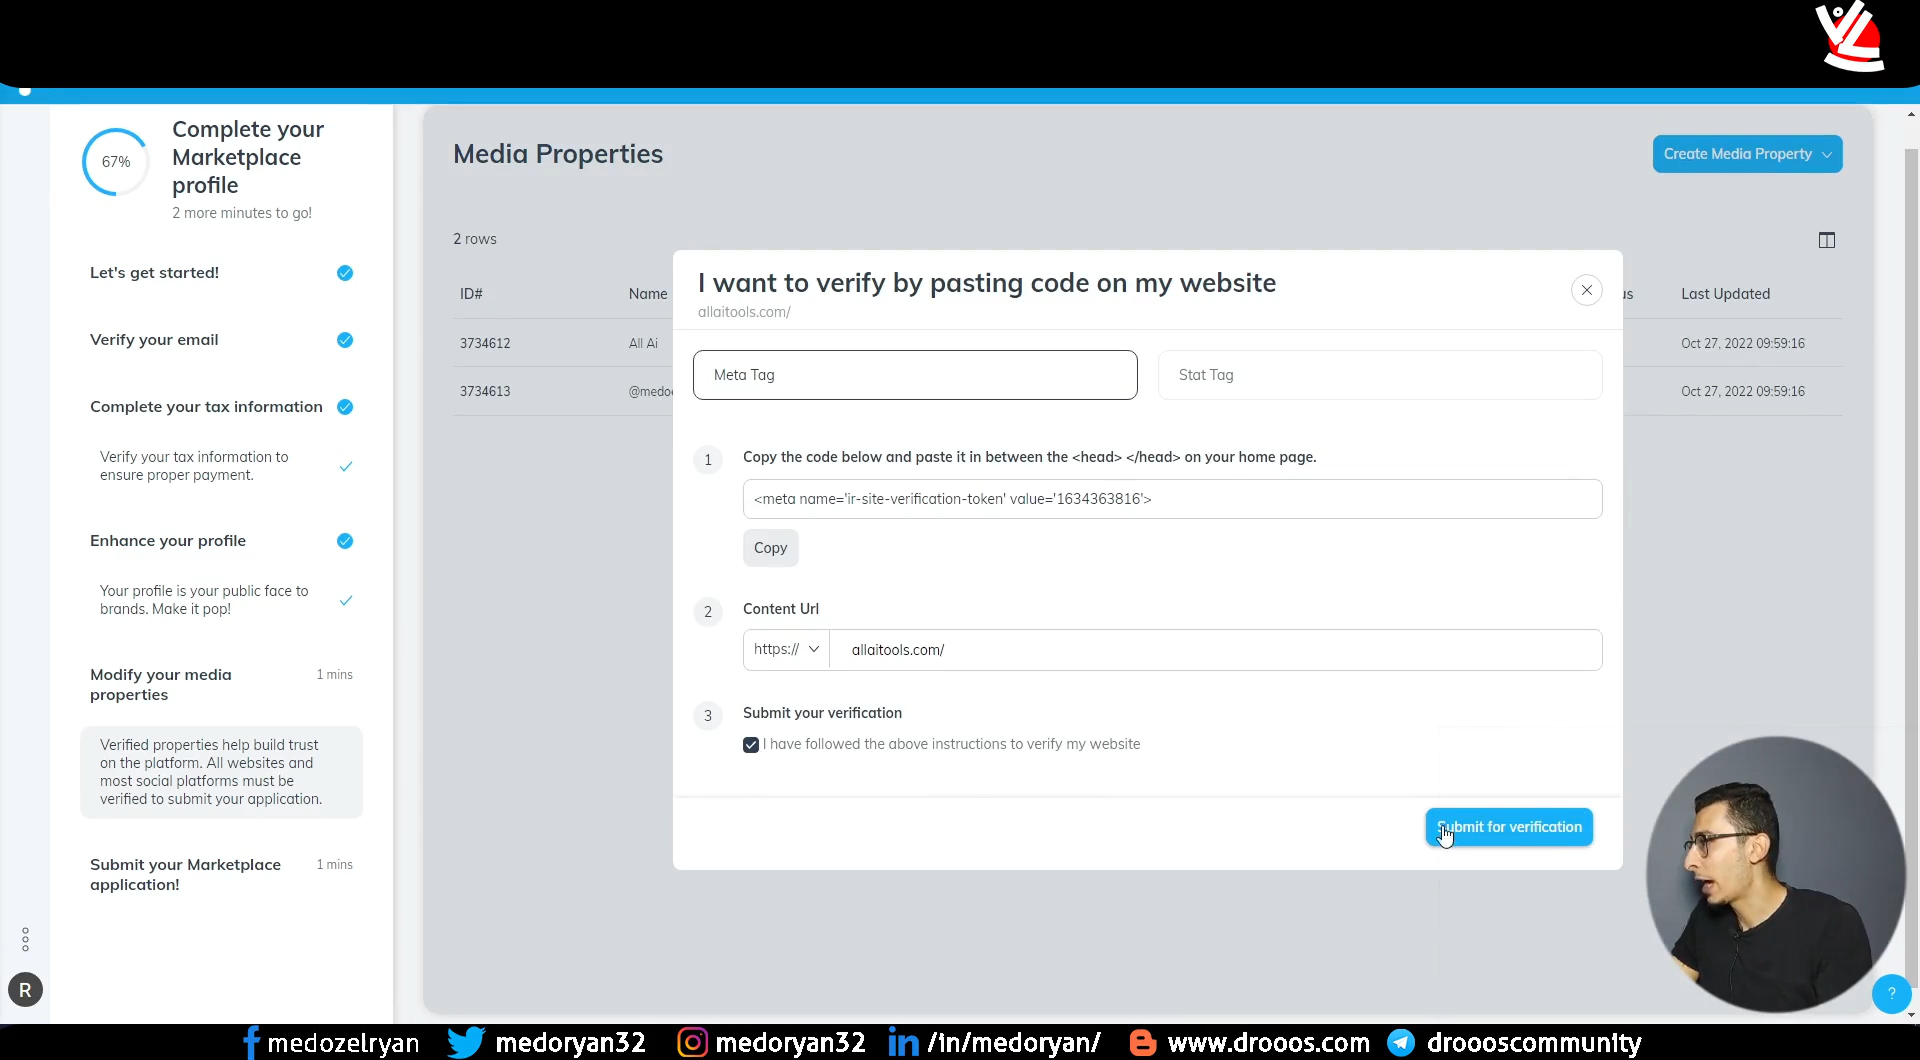 67%
Complete your
Marketplace
profile
2 more minutes to go!
Let's get started!
Verify your email
Complete your tax information
Verify your tax information to
ensure proper payment.
Enhance your profile
Your profile is your public face to
brands. Make it pop!
Modify your media
properties
1 mins
Verified properties help build trust
on the platform. All websites and
most social platforms must be
verified to submit your application.
Submit your Marketplace
application!
1 mins
R
Media Properties
Create Media Property
2 rows
ID#
Name
Last Updated
3734612
All Ai
Oct 27, 2022 09:59:16
3734613
Oct 27, 2022 09:59:16
I want to verify by pasting code on my website
allaitools.com/
Meta Tag
Stat Tag
1
Copy the code below and paste it in between the <head> </head> on your home page.
<meta name='ir-site-verification-token' value='1634363816'>
Copy
2
Content Url
https://
allaitools.com/
3
Submit your verification
I have followed the above instructions to verify my website
Submit for verification
?
medozelryan
medoryan32
medoryan32
/in/medoryan/
www.drooos.com
droooscommunity